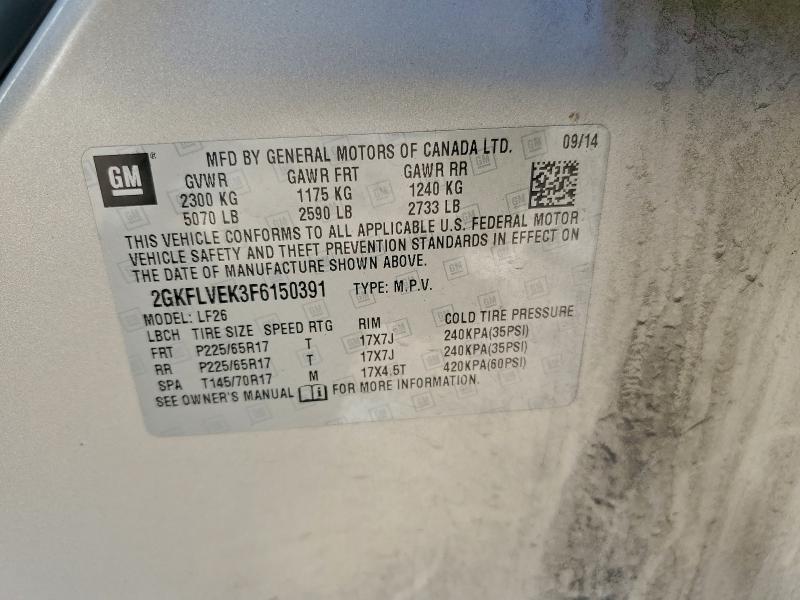 GM ®
MFD BY GENERAL MOTORS OF CANADA LTD. 09/14
GVWR GAWR FRT GAWR RR
2300 KG 1175 KG 1240 KG
5070 LB 2590 LB 2733 LB
THIS VEHICLE CONFORMS TO ALL APPLICABLE U.S. FEDERAL MOTOR
VEHICLE SAFETY AND THEFT PREVENTION STANDARDS IN EFFECT ON
THE DATE OF MANUFACTURE SHOWN ABOVE.
2GKFLVEK3F6150391 TYPE: M.P.V.
MODEL: LF26
LBCH TIRE SIZE SPEED RTG RIM COLD TIRE PRESSURE
FRT P225/65R17 T 17X7J 240KPA(35PSI)
RR P225/65R17 T 17X7J 240KPA(35PSI)
SPA T145/70R17 M 17X4.5T 420KPA(60PSI)
SEE OWNER'S MANUAL i FOR MORE INFORMATION.